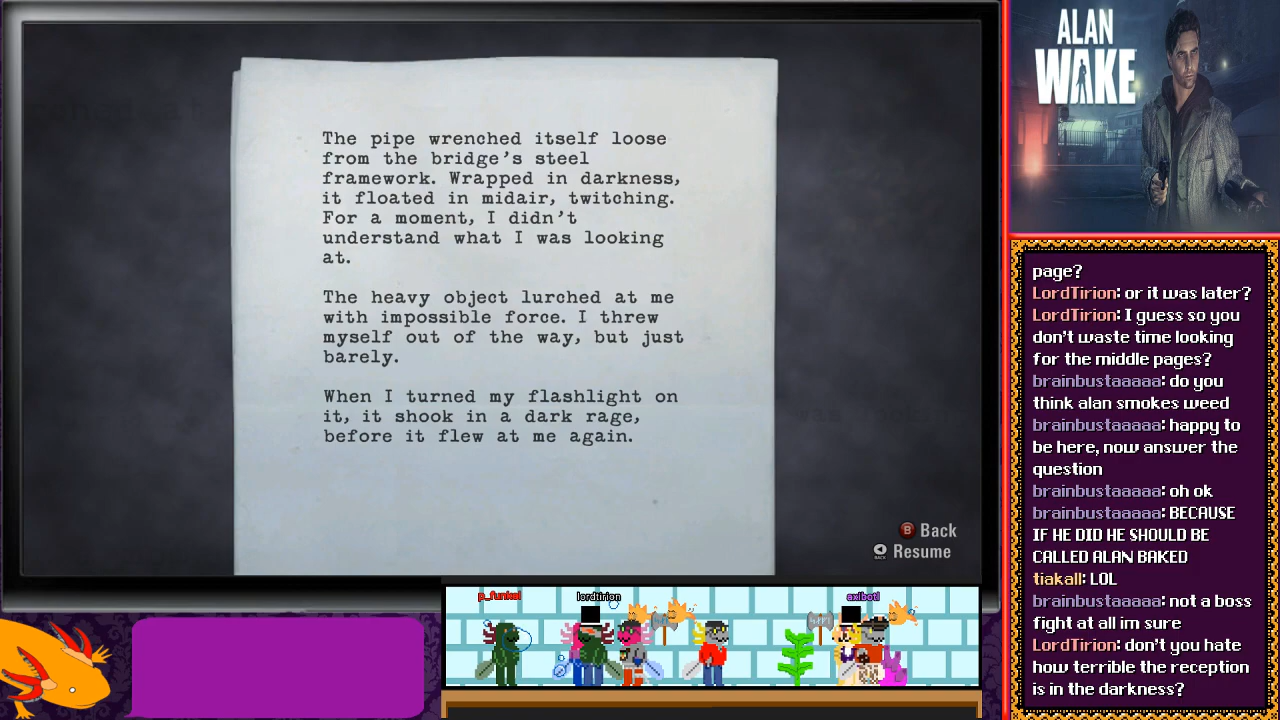 The pipe wrenched itself loose
from the bridge's steel
framework. Wrapped in darkness,
it floated in midair, twitching.
For a moment, I didn't
understand what I was looking
at.
The heavy object lurched at me
with impossible force. I threw
myself out of the way, but just
barely.
When I turned my flashlight on
it, it shook in a dark rage,
before it flew at me again.
B Back
BACK Resume
ALAN
WAKE
page?
LordTirion: or it was later?
LordTirion: I guess so you
don't waste time looking
for the middle pages?
brainbustaaaaa: do you
think alan smokes weed
brainbustaaaaa: happy to
be here, now answer the
question
brainbustaaaaa: oh ok
brainbustaaaaa: BECAUSE
IF HE DID HE SHOULD BE
CALLED ALAN BAKED
tiakall: LOL
brainbustaaaaa: not a boss
fight at all im sure
LordTirion: don't you hate
how terrible the reception
is in the darkness?
p_funkel
lordtirion
axibotl